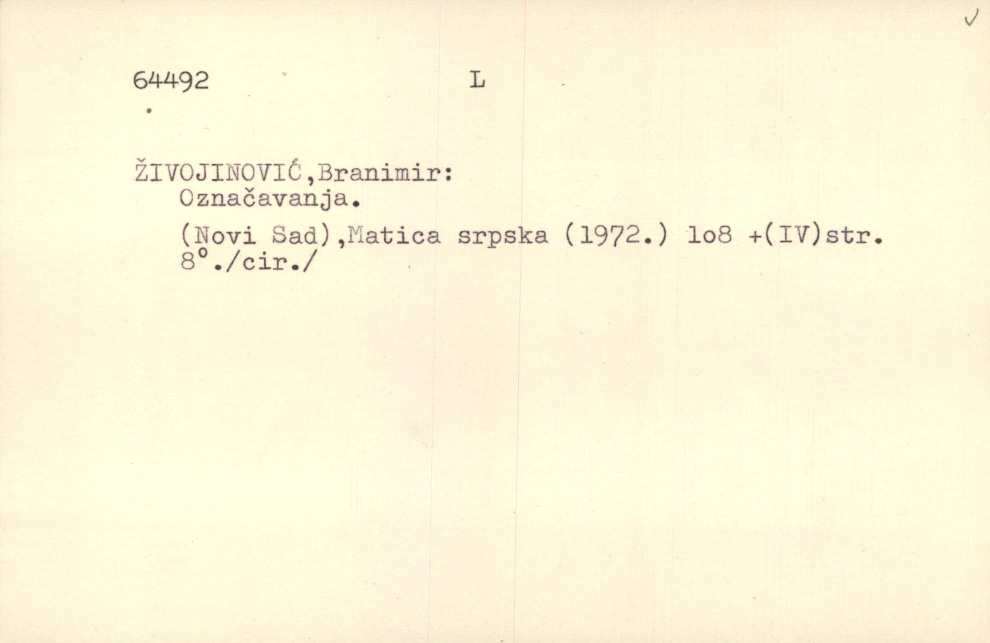 64492 L
ŽIVOJINOVIĆ,Branimir:
Označavanja.
(Novi Sad),Matica srpska (1972.) lo8 +(IV)str.
8°./cir./